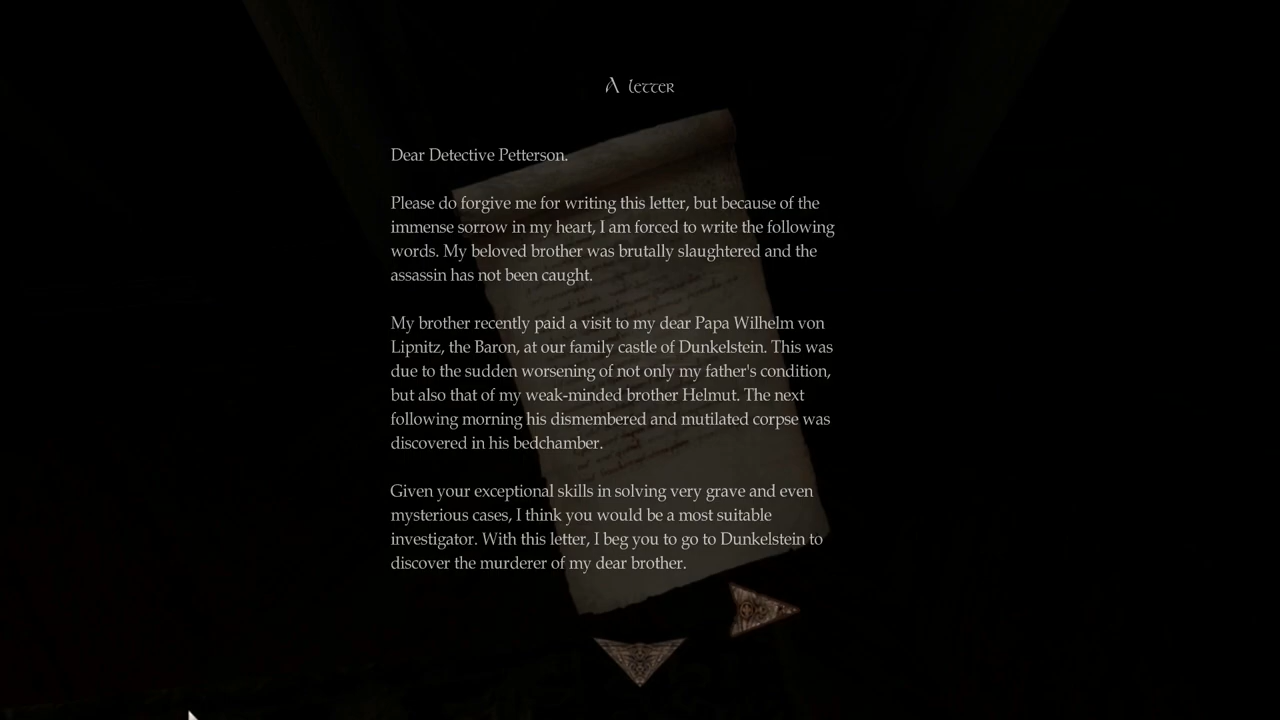 A letter
Dear Detective Petterson.
Please do forgive me for writing this letter, but because of the
immense sorrow in my heart, I am forced to write the following
words. My beloved brother was brutally slaughtered and the
assassin has not been caught.
My brother recently paid a visit to my dear Papa Wilhelm von
Lipnitz, the Baron, at our family castle of Dunkelstein. This was
due to the sudden worsening of not only my father's condition,
but also that of my weak-minded brother Helmut. The next
following morning his dismembered and mutilated corpse was
discovered in his bedchamber.
Given your exceptional skills in solving very grave and even
mysterious cases, I think you would be a most suitable
investigator. With this letter, I beg you to go to Dunkelstein to
discover the murderer of my dear brother.